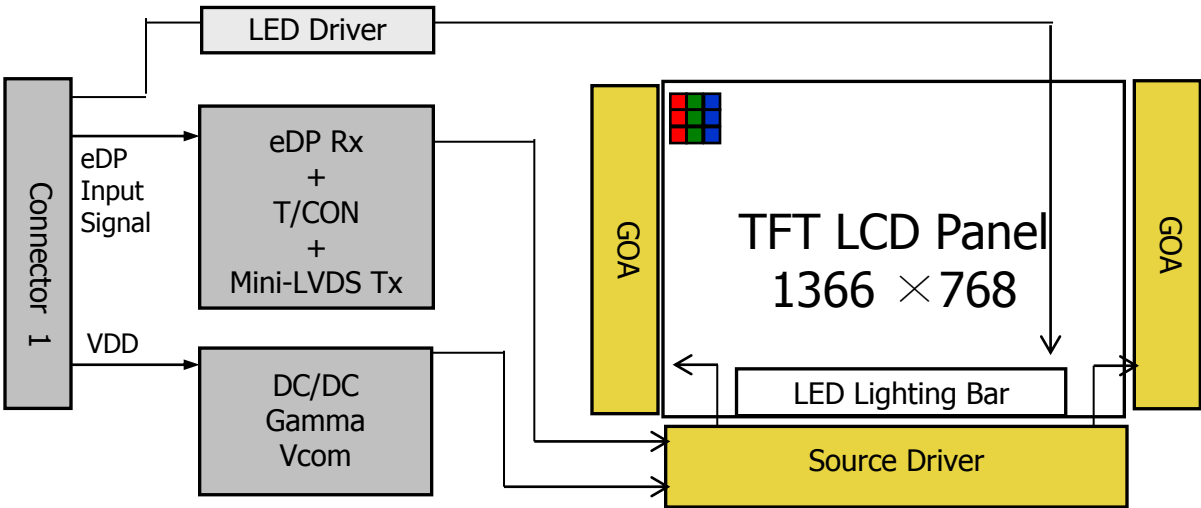 LED Driver
Connector 1
eDP
Input
Signal
VDD
eDP Rx
+
T/CON
+
Mini-LVDS Tx
DC/DC
Gamma
Vcom
GOA
TFT LCD Panel
1366 ×768
LED Lighting Bar
GOA
Source Driver